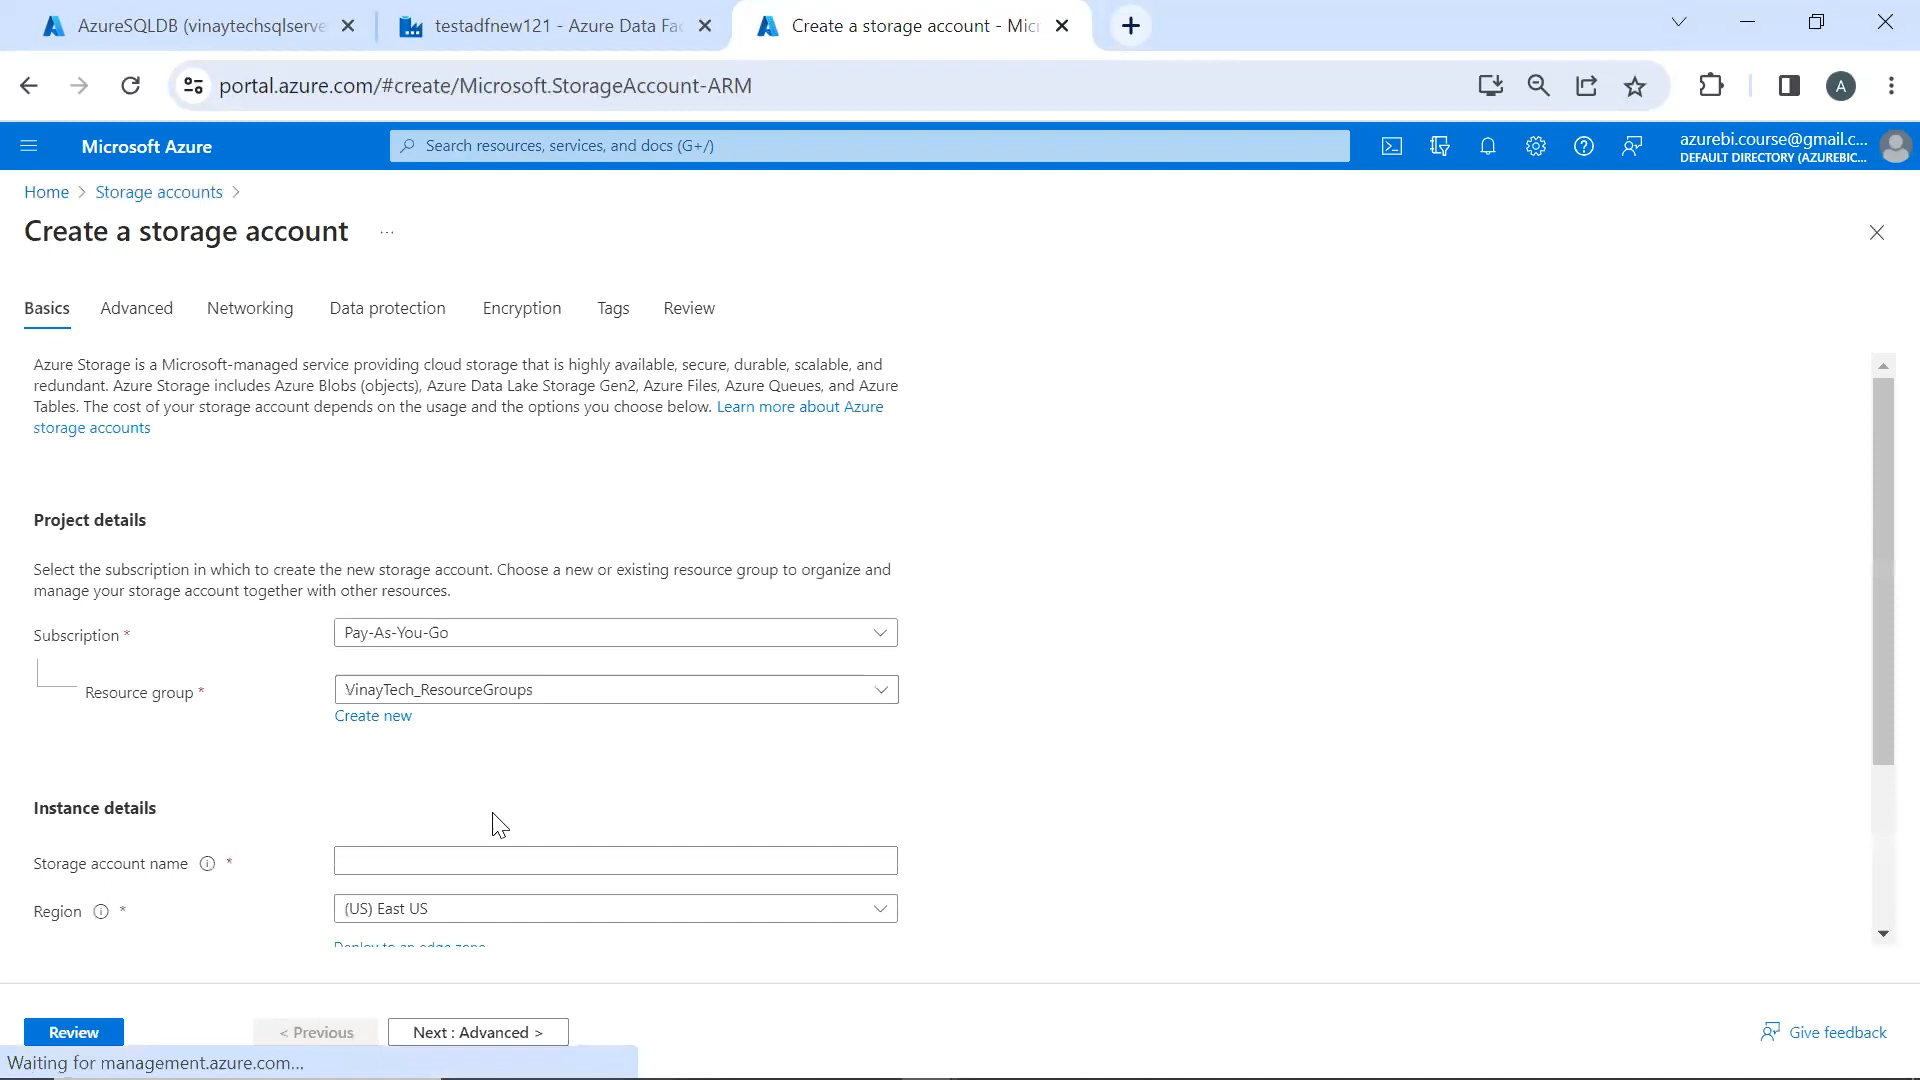 AzureSQLDB (vinaytechsqlserve
testadfnew121 - Azure Data Fac
Create a storage account - Micr
portal.azure.com/#create/Microsoft.StorageAccount-ARM
A
Microsoft Azure
Search resources, services, and docs (G+/)
azurebi.course@gmail.c...
DEFAULT DIRECTORY (AZUREBIC...
Home > Storage accounts >
Create a storage account ...
Basics Advanced Networking Data protection Encryption Tags Review
Azure Storage is a Microsoft-managed service providing cloud storage that is highly available, secure, durable, scalable, and
redundant. Azure Storage includes Azure Blobs (objects), Azure Data Lake Storage Gen2, Azure Files, Azure Queues, and Azure
Tables. The cost of your storage account depends on the usage and the options you choose below. Learn more about Azure
storage accounts
Project details
Select the subscription in which to create the new storage account. Choose a new or existing resource group to organize and
manage your storage account together with other resources.
Subscription * Pay-As-You-Go
Resource group * VinayTech_ResourceGroups
Create new
Instance details
Storage account name *
Region * (US) East US
Deploy to an edge zone
Review < Previous Next : Advanced > Give feedback
Waiting for management.azure.com...